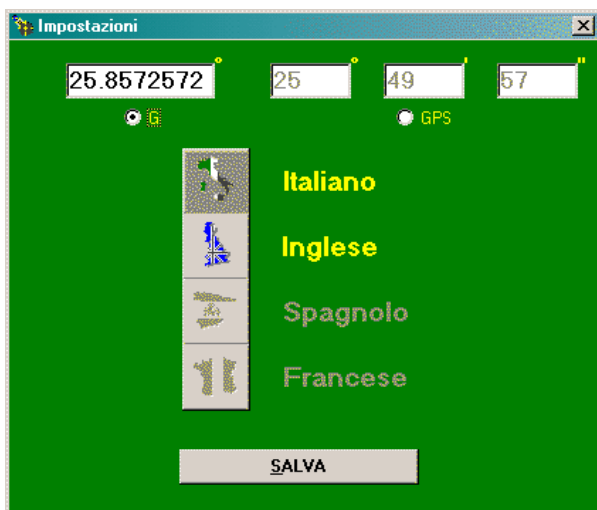 Impostazioni
25.8572572° 25° 49' 57"
G GPS
Italiano
Inglese
Spagnolo
Francese
SALVA